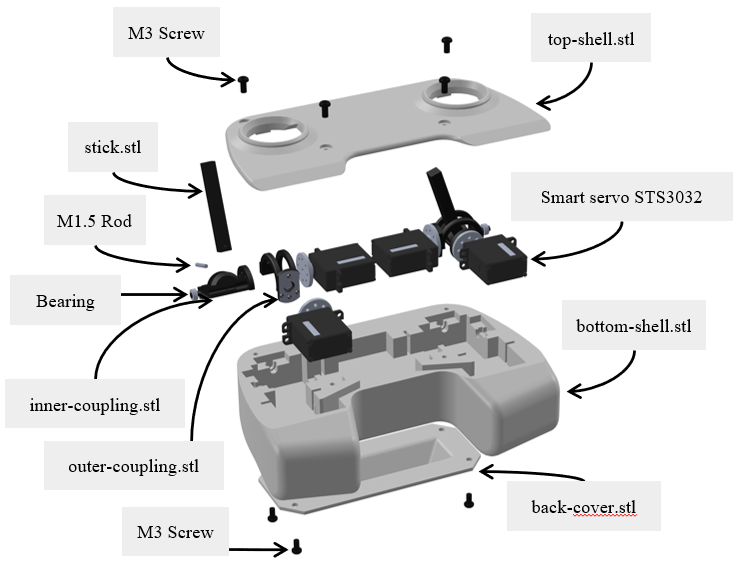 M3 Screw
top-shell.stl
stick.stl
Smart servo STS3032
M1.5 Rod
Bearing
bottom-shell.stl
inner-coupling.stl
outer-coupling.stl
back-cover.stl
M3 Screw